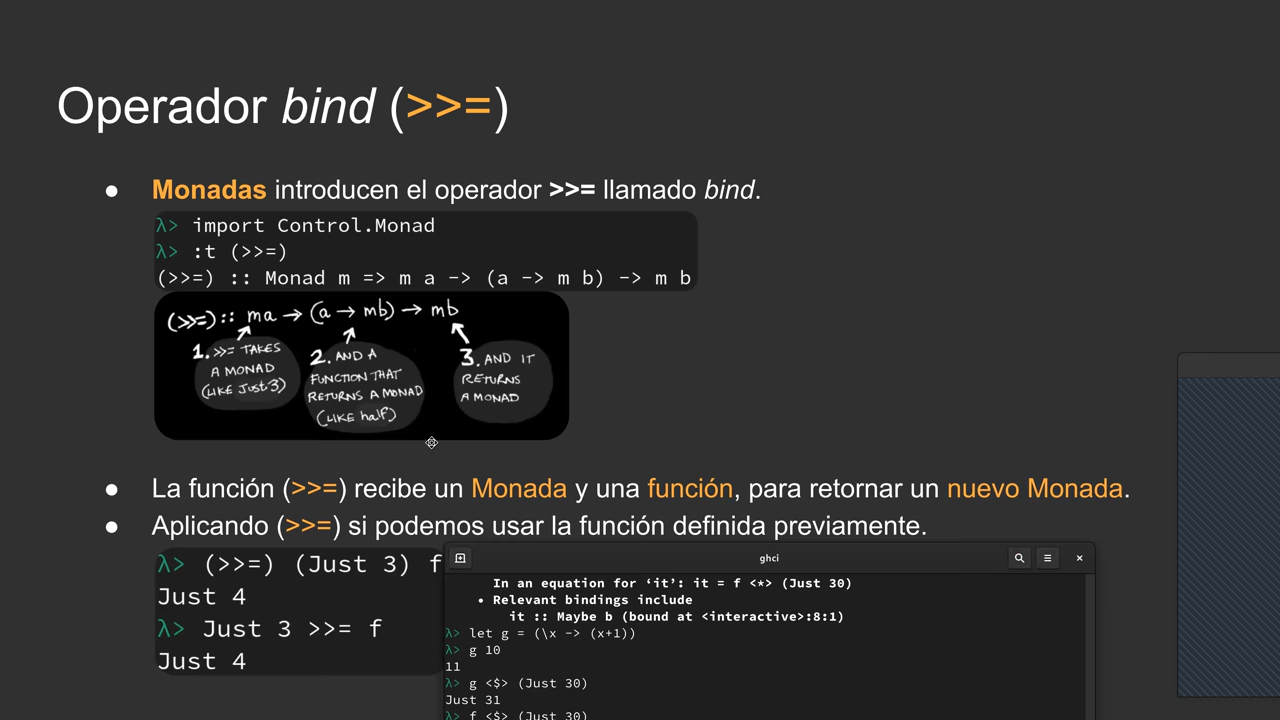 Operador bind (>>=)
● Monadas introducen el operador >>= llamado bind.
λ> import Control.Monad
λ> :t (>>=)
(>>=) :: Monad m => m a -> (a -> m b) -> m b
(>>=):: ma → (a → mb) → mb
1. >>= TAKES
A MONAD
(LIKE Just 3)
2. AND A
FUNCTION THAT
RETURNS A MONAD
(LIKE half)
3. AND IT
RETURNS
A MONAD
● La función (>>=) recibe un Monada y una función, para retornar un nuevo Monada.
● Aplicando (>>=) si podemos usar la función definida previamente.
λ> (>>=) (Just 3) f
Just 4
λ> Just 3 >>= f
Just 4
ghci
In an equation for ‘it’: it = f <*> (Just 30)
• Relevant bindings include
it :: Maybe b (bound at <interactive>:8:1)
λ> let g = (\x -> (x+1))
λ> g 10
11
λ> g <$> (Just 30)
Just 31
λ> f <$> (Just 30)